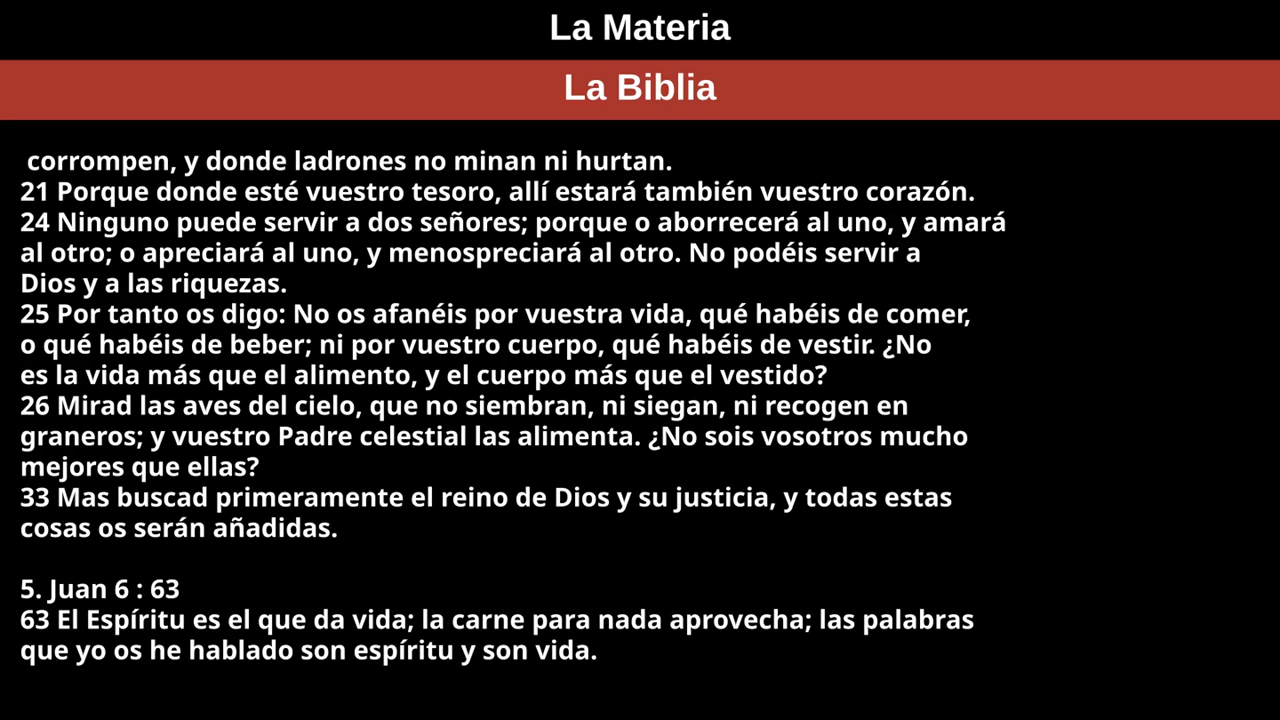 La Materia
La Biblia
corrompen, y donde ladrones no minan ni hurtan.
21 Porque donde esté vuestro tesoro, allí estará también vuestro corazón.
24 Ninguno puede servir a dos señores; porque o aborrecerá al uno, y amará
al otro; o apreciará al uno, y menospreciará al otro. No podéis servir a
Dios y a las riquezas.
25 Por tanto os digo: No os afanéis por vuestra vida, qué habéis de comer,
o qué habéis de beber; ni por vuestro cuerpo, qué habéis de vestir. ¿No
es la vida más que el alimento, y el cuerpo más que el vestido?
26 Mirad las aves del cielo, que no siembran, ni siegan, ni recogen en
graneros; y vuestro Padre celestial las alimenta. ¿No sois vosotros mucho
mejores que ellas?
33 Mas buscad primeramente el reino de Dios y su justicia, y todas estas
cosas os serán añadidas.
5. Juan 6 : 63
63 El Espíritu es el que da vida; la carne para nada aprovecha; las palabras
que yo os he hablado son espíritu y son vida.